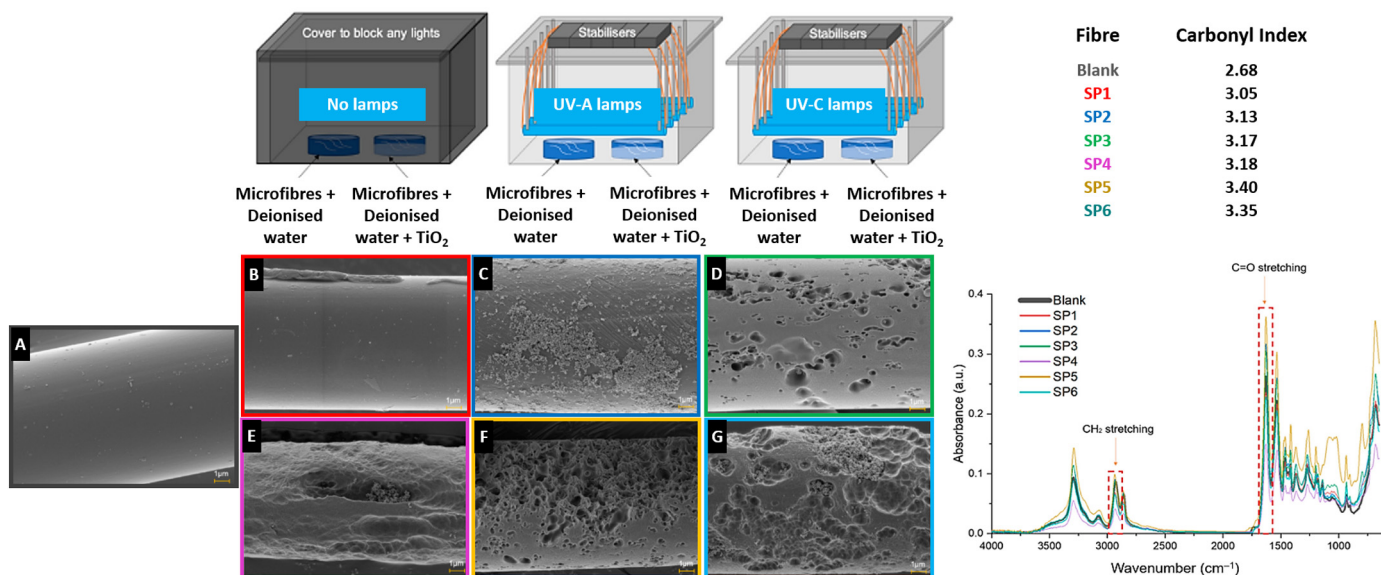 Cover to block any lights
No lamps
Stabilisers
UV-A lamps
Stabilisers
UV-C lamps
Microfibres +
Deionised
water
Microfibres +
Deionised
water + TiO₂
Microfibres +
Deionised
water
Microfibres +
Deionised
water + TiO₂
Microfibres +
Deionised
water
Microfibres +
Deionised
water + TiO₂
Fibre Carbonyl Index
Blank 2.68
SP1 3.05
SP2 3.13
SP3 3.17
SP4 3.18
SP5 3.40
SP6 3.35
A
1µm
B
1µm
C
1µm
D
1µm
E
1µm
F
1µm
G
1µm
C=O stretching
Blank
SP1
SP2
SP3
SP4
SP5
SP6
CH₂ stretching
Absorbance (a.u.)
0.4
0.3
0.2
0.1
0.0
4000 3500 3000 2500 2000 1500 1000
Wavenumber (cm⁻¹)